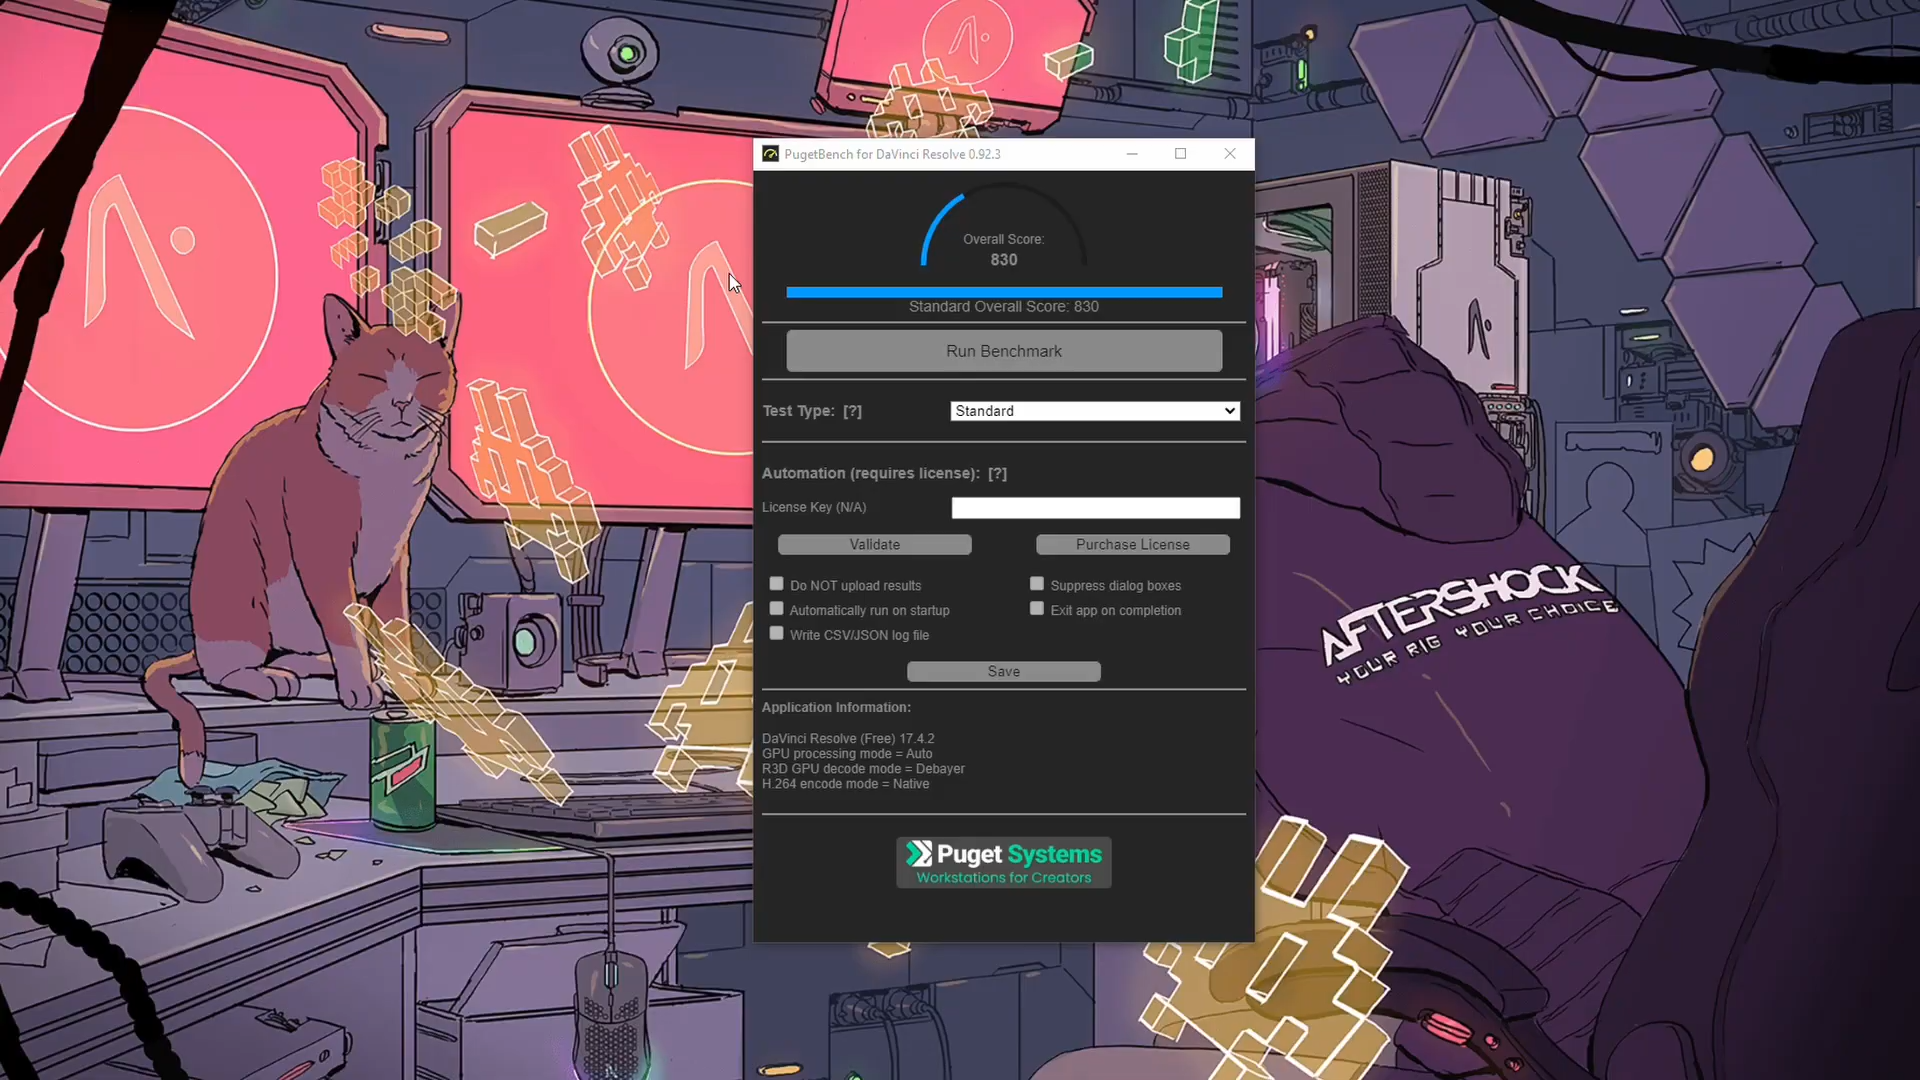 PugetBench for DaVinci Resolve 0.92.3
Overall Score:
830
Standard Overall Score: 830
Run Benchmark
Test Type: [?]
Standard
Automation (requires license): [?]
License Key (N/A)
Validate
Purchase License
Do NOT upload results
Suppress dialog boxes
Automatically run on startup
Exit app on completion
Write CSV/JSON log file
Save
Application Information:
DaVinci Resolve (Free) 17.4.2
GPU processing mode = Auto
R3D GPU decode mode = Debayer
H.264 encode mode = Native
Puget Systems
Workstations for Creators
AFTERSHOCK
YOUR RIG YOUR CHOICE